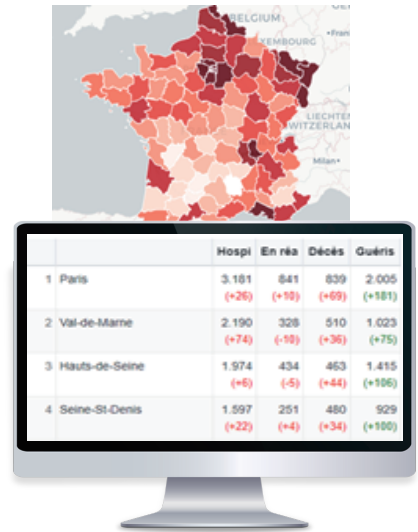 BELGIUM
LIECHTEN
SWITZERLAN
Milan
Hospi En réa Décès Guéris
1 Paris 3.181 841 839 2.005
(+26) (+10) (+69) (+181)
2 Val-de-Marne 2.190 328 510 1.023
(+74) (-10) (+36) (+75)
3 Hauts-de-Seine 1.974 434 463 1.415
(+6) (-5) (+44) (+106)
4 Seine-St-Denis 1.597 251 480 929
(+22) (+4) (+34) (+100)